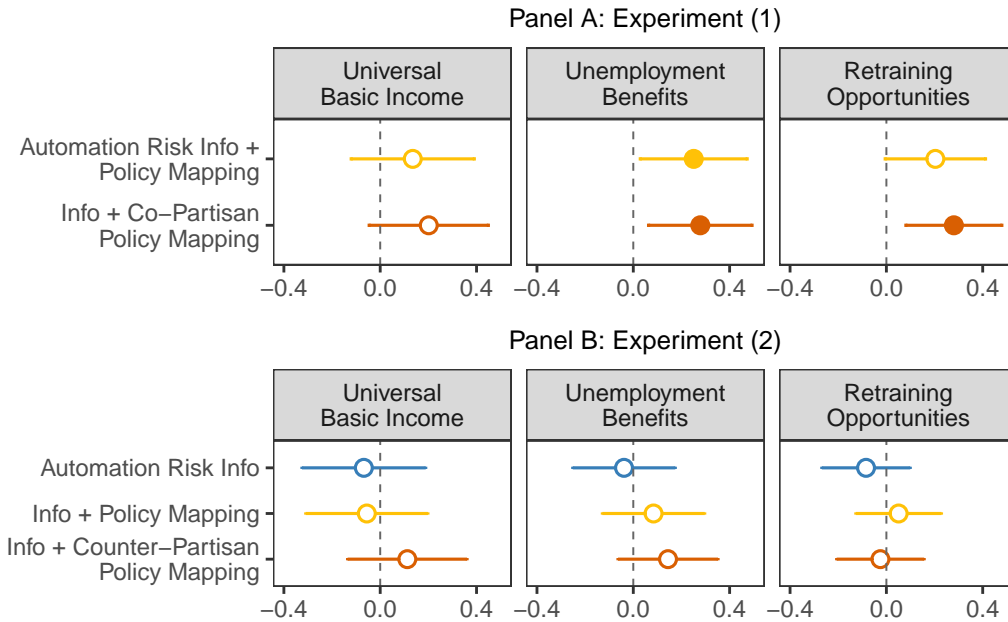 Panel A: Experiment (1)
Universal
Basic Income
Unemployment
Benefits
Retraining
Opportunities
Automation Risk Info +
Policy Mapping
Info + Co−Partisan
Policy Mapping
−0.4 0.0 0.4 −0.4 0.0 0.4 −0.4 0.0 0.4
Panel B: Experiment (2)
Universal
Basic Income
Unemployment
Benefits
Retraining
Opportunities
Automation Risk Info
Info + Policy Mapping
Info + Counter−Partisan
Policy Mapping
−0.4 0.0 0.4 −0.4 0.0 0.4 −0.4 0.0 0.4